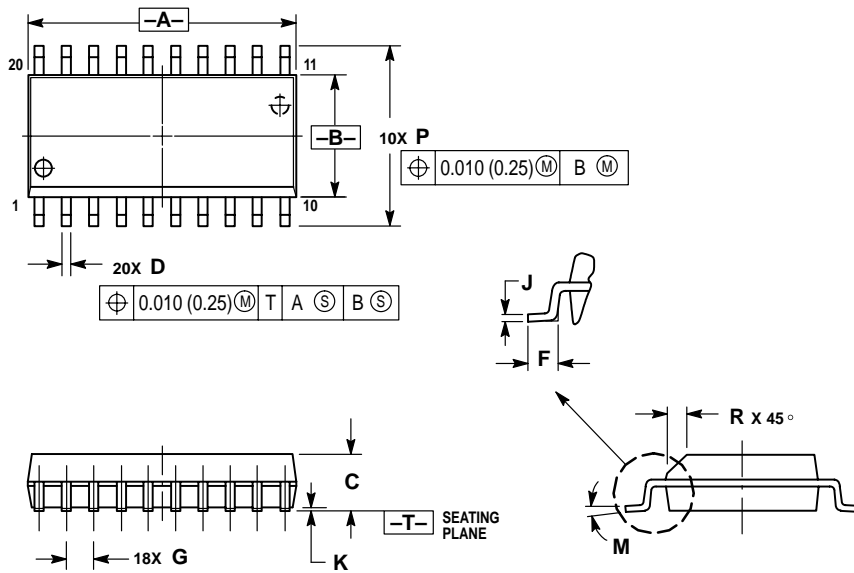 –A–
20 11
–B–
10X P
⌖ 0.010 (0.25) Ⓜ B Ⓜ
1 10
20X D
⌖ 0.010 (0.25) Ⓜ T A Ⓢ B Ⓢ
J
F
R X 45°
C
–T– SEATING
PLANE
M
18X G
K